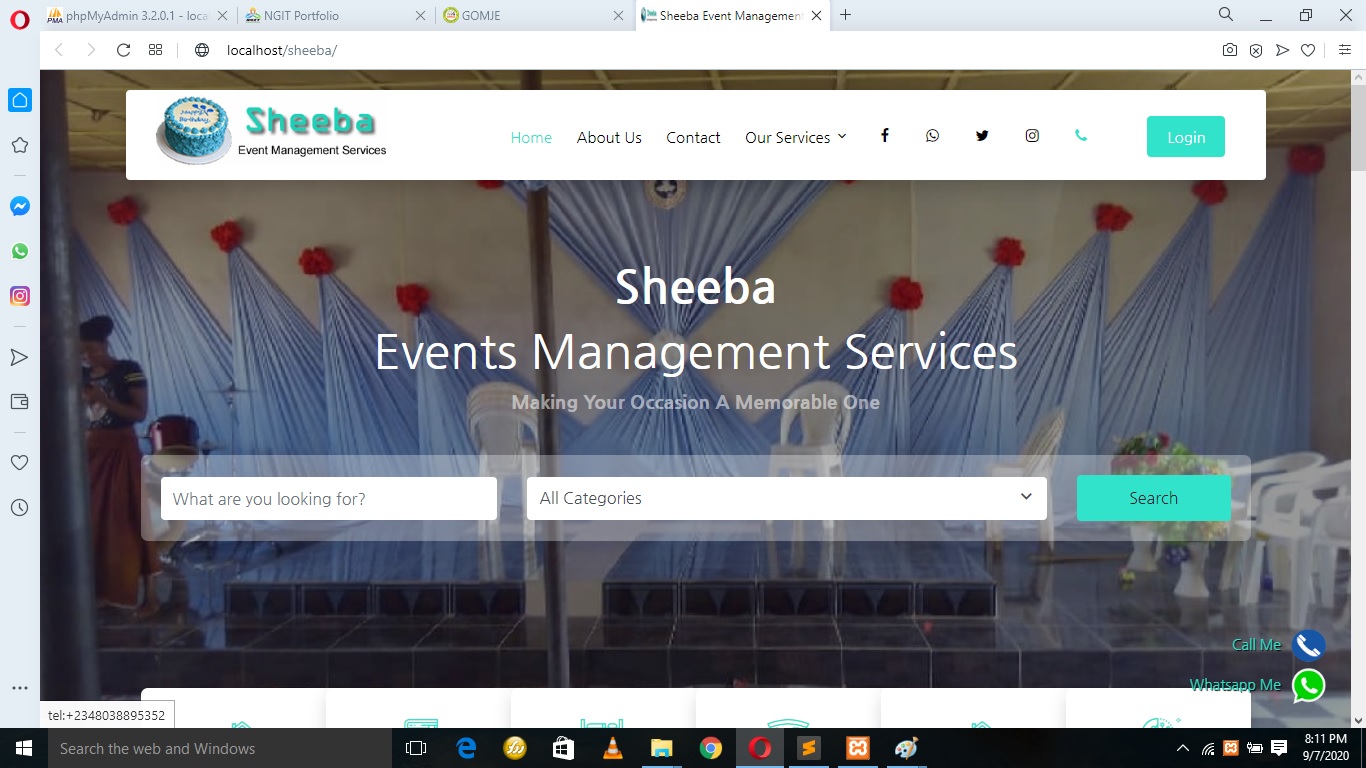 phpMyAdmin 3.2.0.1 - loca
NGIT Portfolio
GOMJE
Sheeba Event Management
localhost/sheeba/
Happy Birthday
Sheeba
Event Management Services
Home
About Us
Contact
Our Services
Login
Sheeba
Events Management Services
Making Your Occasion A Memorable One
What are you looking for?
All Categories
Search
Call Me
Whatsapp Me
tel:+2348038895352
Search the web and Windows
8:11 PM
9/7/2020